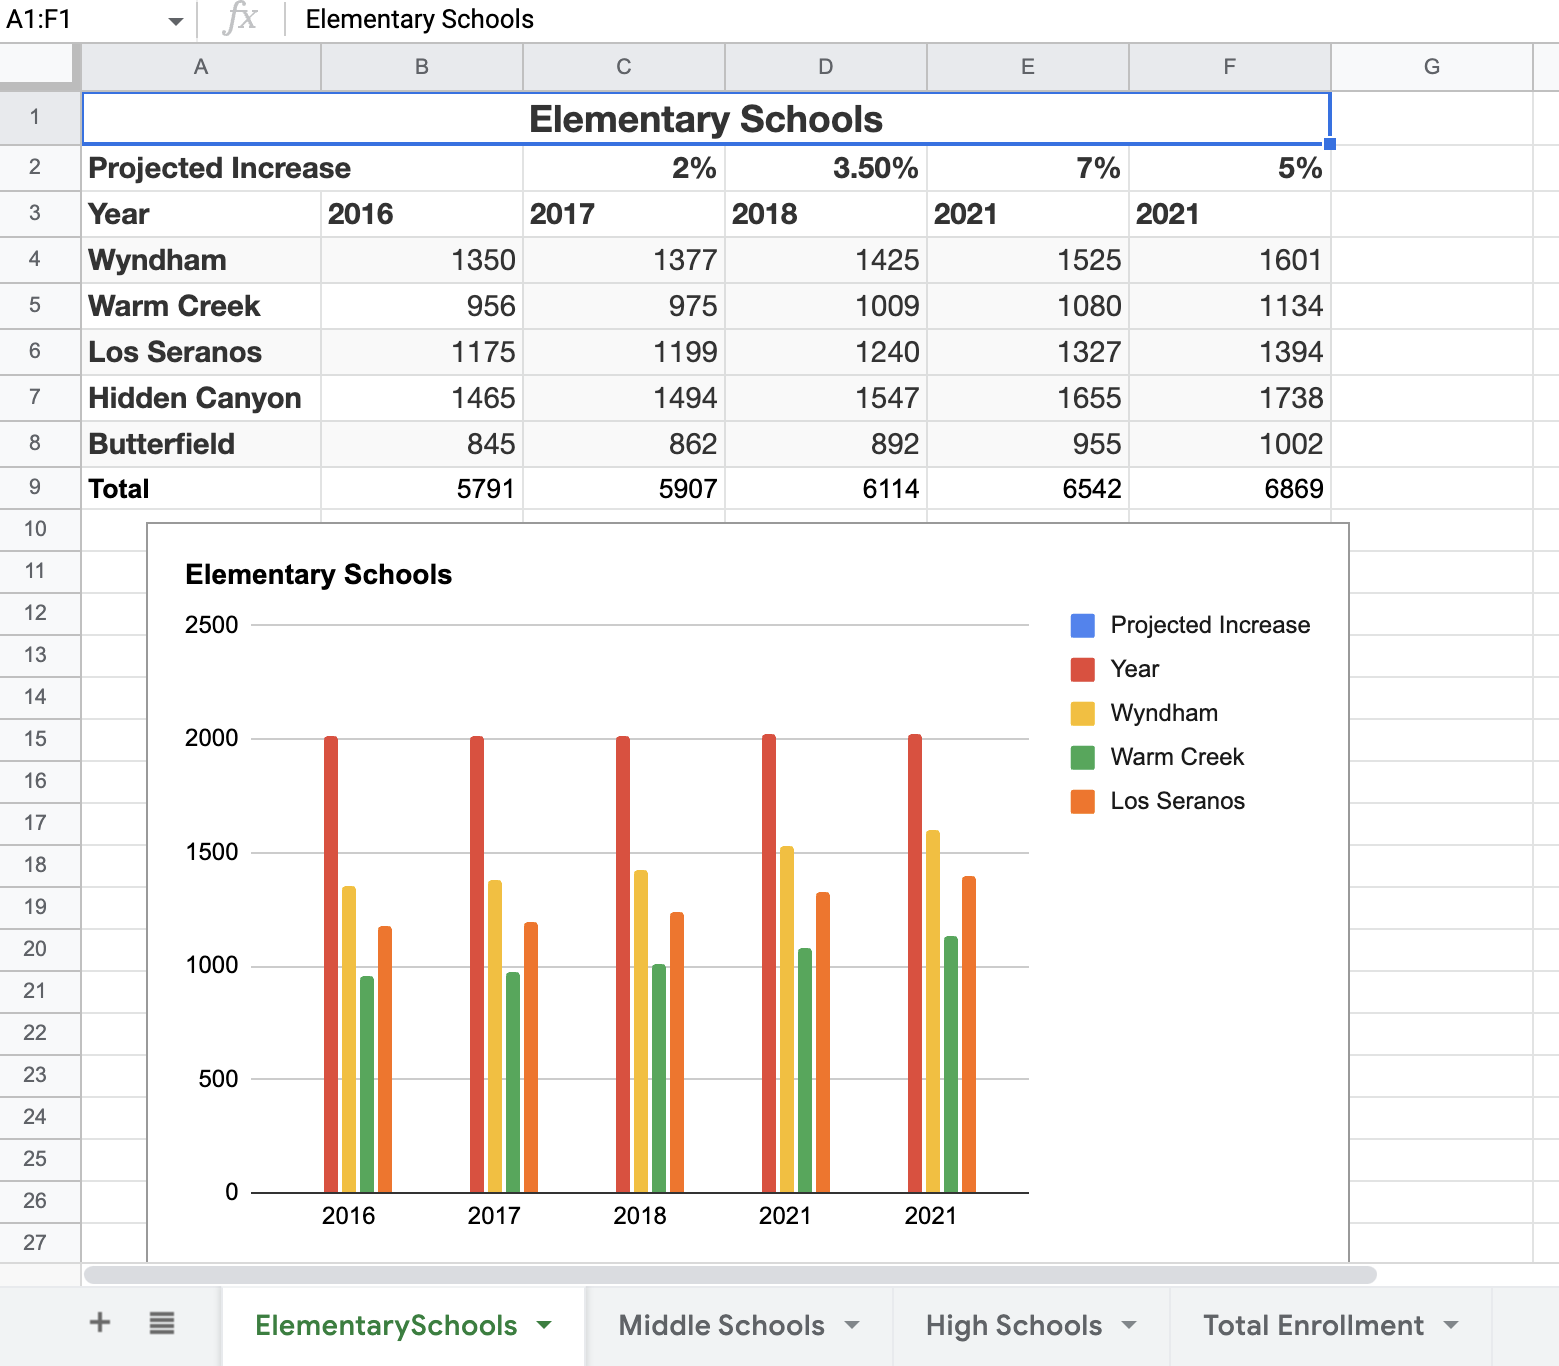 A1:F1 fx Elementary Schools
A B C D E F G
1 Elementary Schools
2 Projected Increase 2% 3.50% 7% 5%
3 Year 2016 2017 2018 2021 2021
4 Wyndham 1350 1377 1425 1525 1601
5 Warm Creek 956 975 1009 1080 1134
6 Los Seranos 1175 1199 1240 1327 1394
7 Hidden Canyon 1465 1494 1547 1655 1738
8 Butterfield 845 862 892 955 1002
9 Total 5791 5907 6114 6542 6869
10
11
12
13
14
15
16
17
18
19
20
21
22
23
24
25
26
27
Elementary Schools
2500
2000
1500
1000
500
0
2016 2017 2018 2021 2021
Projected Increase
Year
Wyndham
Warm Creek
Los Seranos
ElementarySchools Middle Schools High Schools Total Enrollment